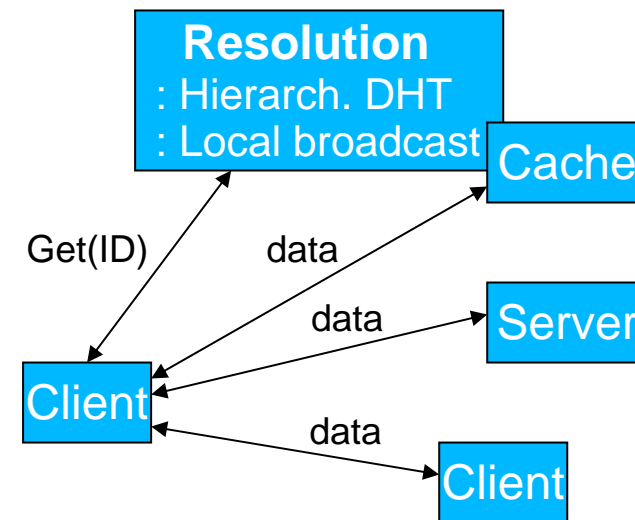 Resolution
: Hierarch. DHT
: Local broadcast
Cache
Get(ID)
data
data
Server
Client
data
Client